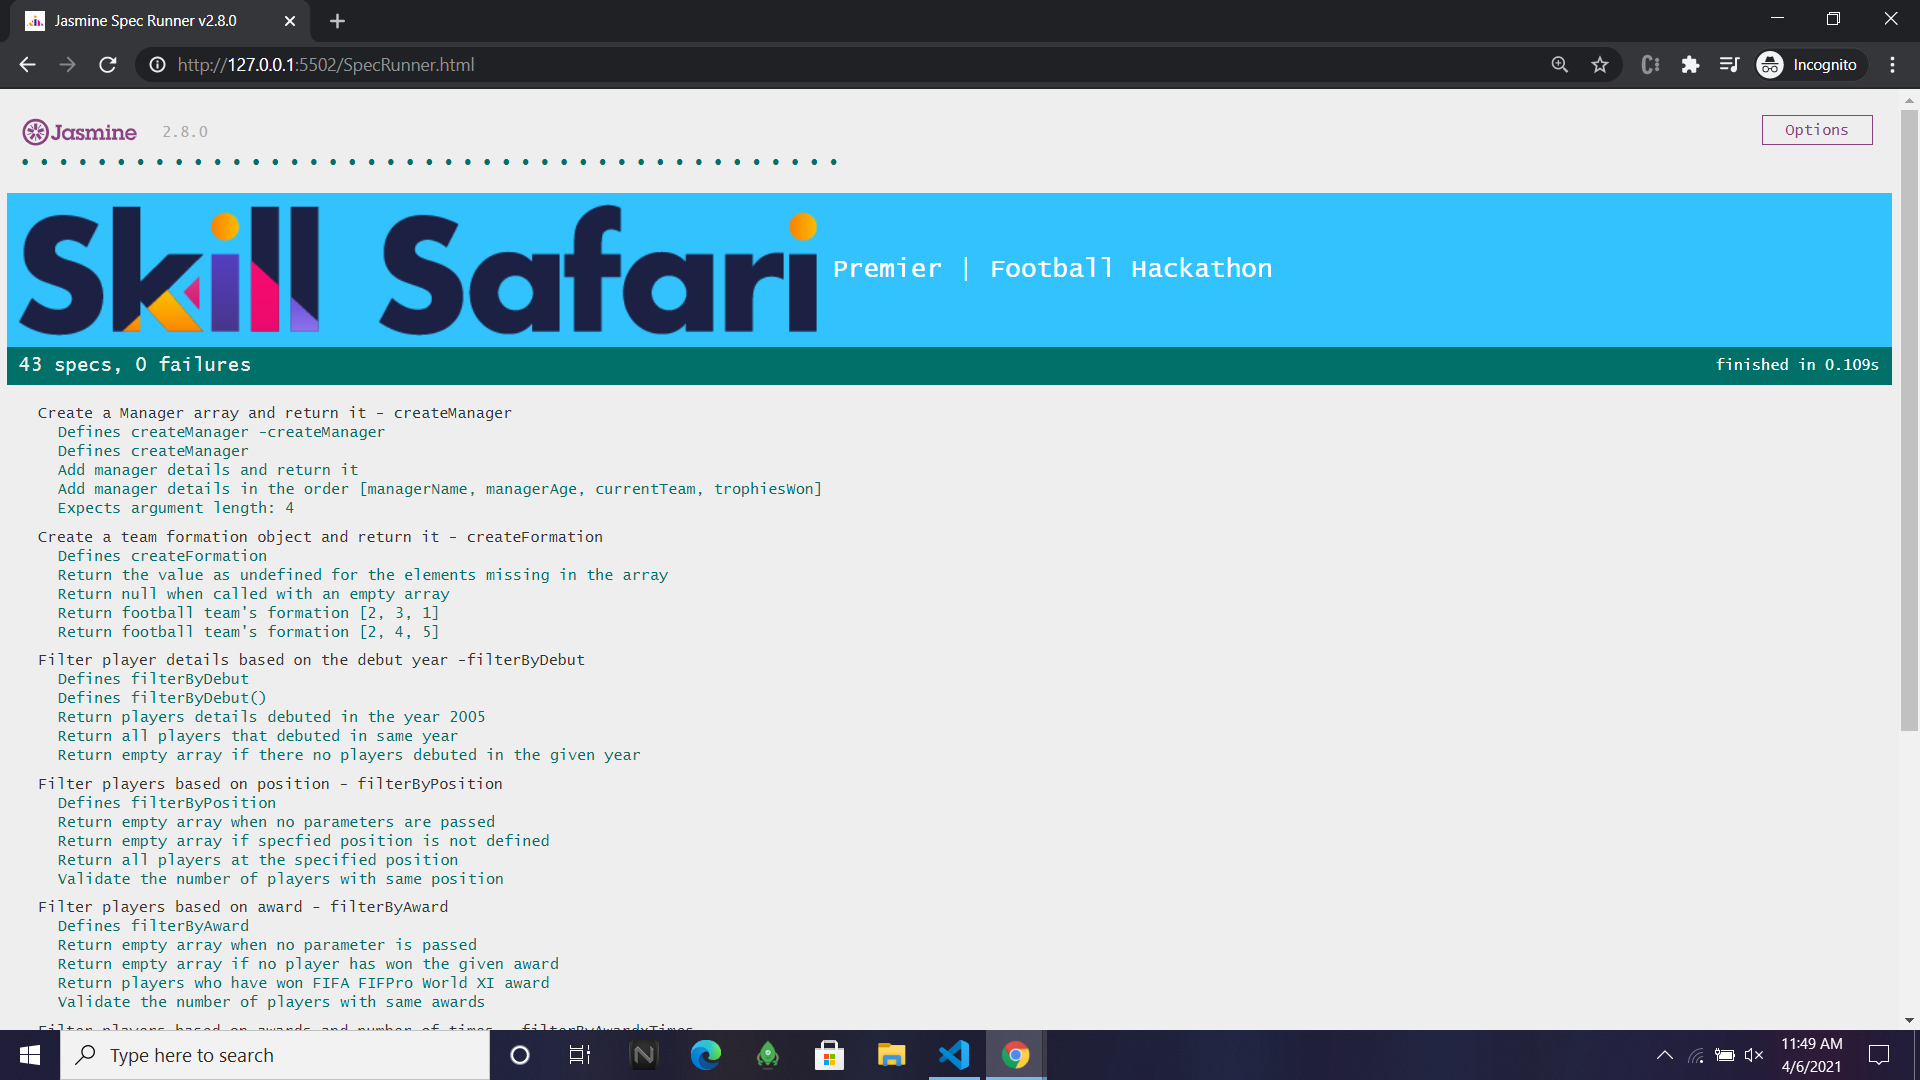 Jasmine Spec Runner v2.8.0
http://127.0.0.1:5502/SpecRunner.html
Incognito
Jasmine 2.8.0
Options
Skill Safari Premier | Football Hackathon
43 specs, 0 failures
finished in 0.109s
Create a Manager array and return it - createManager
Defines createManager -createManager
Defines createManager
Add manager details and return it
Add manager details in the order [managerName, managerAge, currentTeam, trophiesWon]
Expects argument length: 4
Create a team formation object and return it - createFormation
Defines createFormation
Return the value as undefined for the elements missing in the array
Return null when called with an empty array
Return football team's formation [2, 3, 1]
Return football team's formation [2, 4, 5]
Filter player details based on the debut year -filterByDebut
Defines filterByDebut
Defines filterByDebut()
Return players details debuted in the year 2005
Return all players that debuted in same year
Return empty array if there no players debuted in the given year
Filter players based on position - filterByPosition
Defines filterByPosition
Return empty array when no parameters are passed
Return empty array if specfied position is not defined
Return all players at the specified position
Validate the number of players with same position
Filter players based on award - filterByAward
Defines filterByAward
Return empty array when no parameter is passed
Return empty array if no player has won the given award
Return players who have won FIFA FIFPro World XI award
Validate the number of players with same awards
Filter players based on awards and number of times - filterByAwardxTimes
Type here to search
11:49 AM
4/6/2021